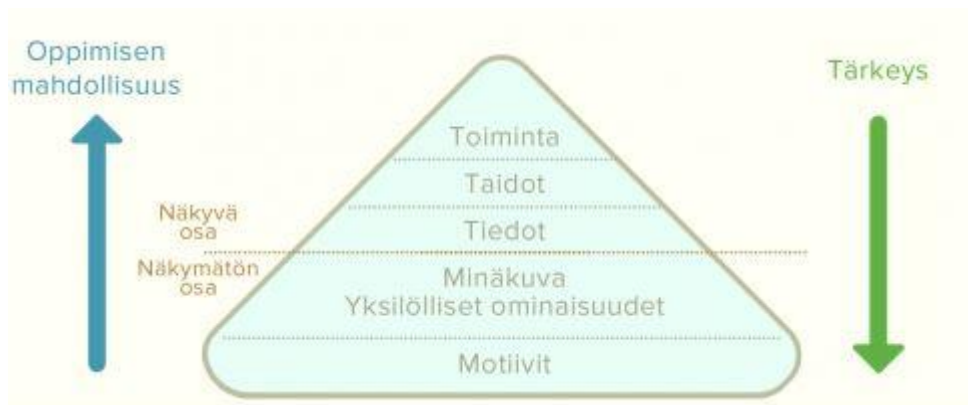 Oppimisen
mahdollisuus
Tärkeys
Toiminta
Taidot
Näkyvä
osa
Tiedot
Näkymätön
osa
Minäkuva
Yksilölliset ominaisuudet
Motiivit